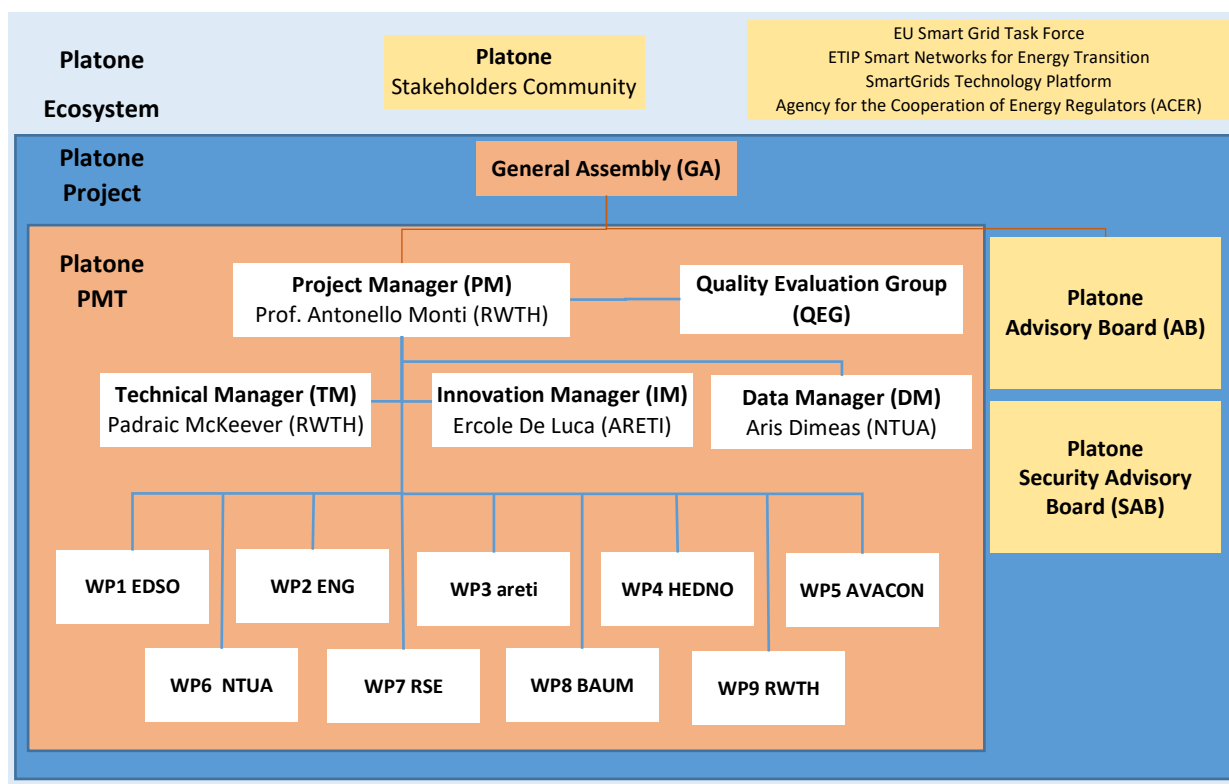 Platone
Ecosystem
Platone
Stakeholders Community
EU Smart Grid Task Force
ETIP Smart Networks for Energy Transition
SmartGrids Technology Platform
Agency for the Cooperation of Energy Regulators (ACER)
Platone
Project
General Assembly (GA)
Platone
PMT
Project Manager (PM)
Prof. Antonello Monti (RWTH)
Quality Evaluation Group
(QEG)
Platone
Advisory Board (AB)
Technical Manager (TM)
Padraic McKeever (RWTH)
Innovation Manager (IM)
Ercole De Luca (ARETI)
Data Manager (DM)
Aris Dimeas (NTUA)
Platone
Security Advisory
Board (SAB)
WP1 EDSO
WP2 ENG
WP3 areti
WP4 HEDNO
WP5 AVACON
WP6  NTUA
WP7 RSE
WP8 BAUM
WP9 RWTH